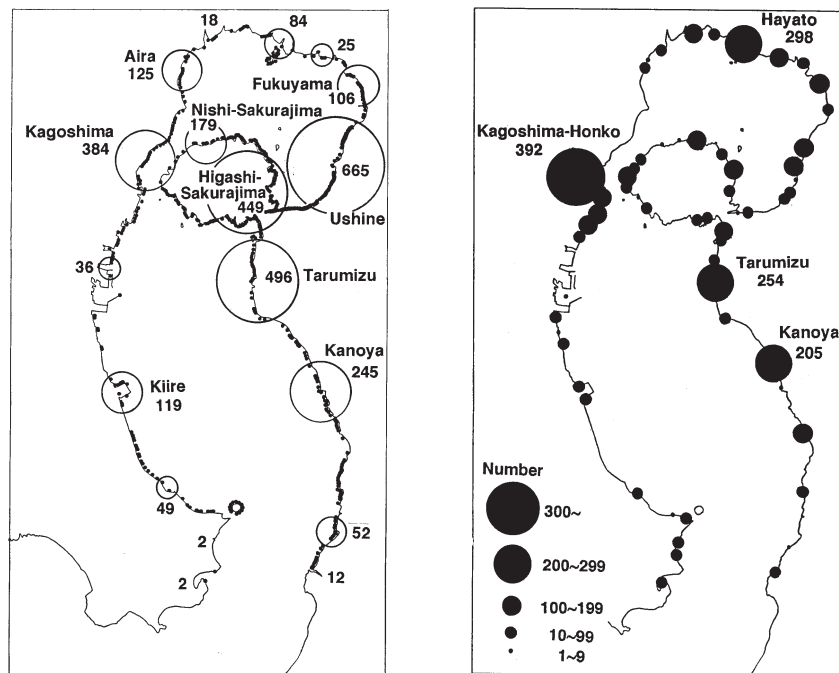 18
84
25
Aira
125
Fukuyama
106
Nishi-Sakurajima
179
Kagoshima
384
665
Higashi-
Sakurajima
449
Ushine
36
496
Tarumizu
Kanoya
245
Kiire
119
49
52
2
12
2
Hayato
298
Kagoshima-Honko
392
Tarumizu
254
Kanoya
205
Number
300~
200~299
100~199
10~99
1~9